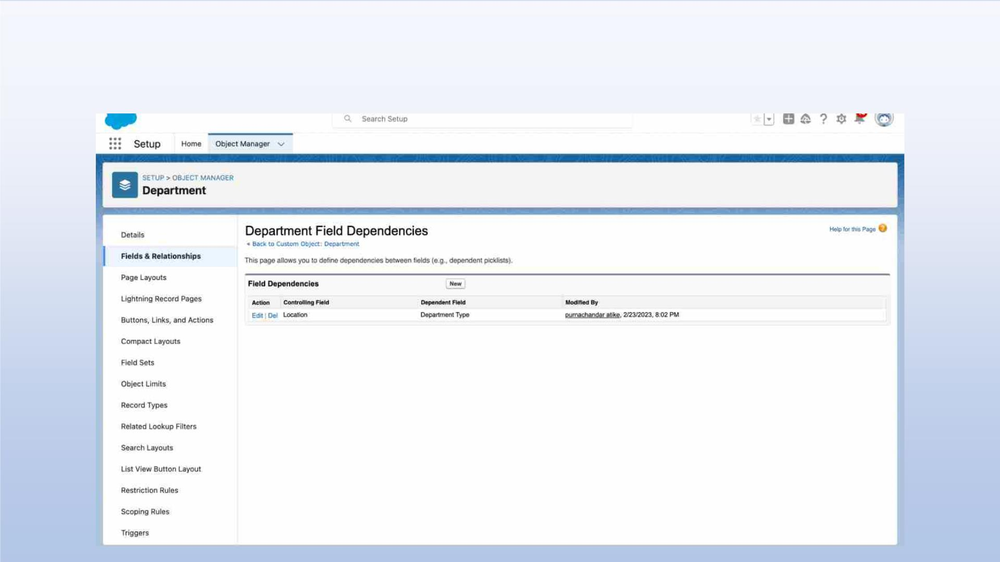 Search Setup
Setup Home Object Manager
SETUP > OBJECT MANAGER
Department
Details
Fields & Relationships
Page Layouts
Lightning Record Pages
Buttons, Links, and Actions
Compact Layouts
Field Sets
Object Limits
Record Types
Related Lookup Filters
Search Layouts
List View Button Layout
Restriction Rules
Scoping Rules
Triggers
Department Field Dependencies
Help for this Page
« Back to Custom Object: Department
This page allows you to define dependencies between fields (e.g., dependent picklists).
Field Dependencies New
Action Controlling Field Dependent Field Modified By
Edit | Del Location Department Type purnachandar atike, 2/23/2023, 8:02 PM